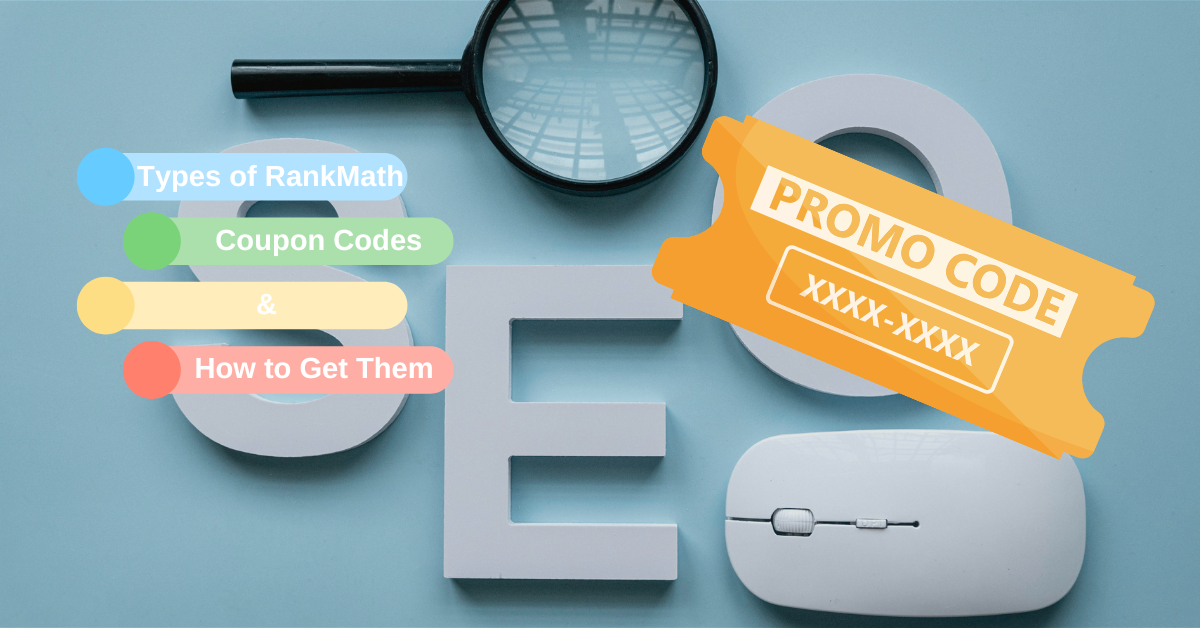 Types of RankMath
Coupon Codes
&
How to Get Them
S
E
O
PROMO CODE
XXXX-XXXX